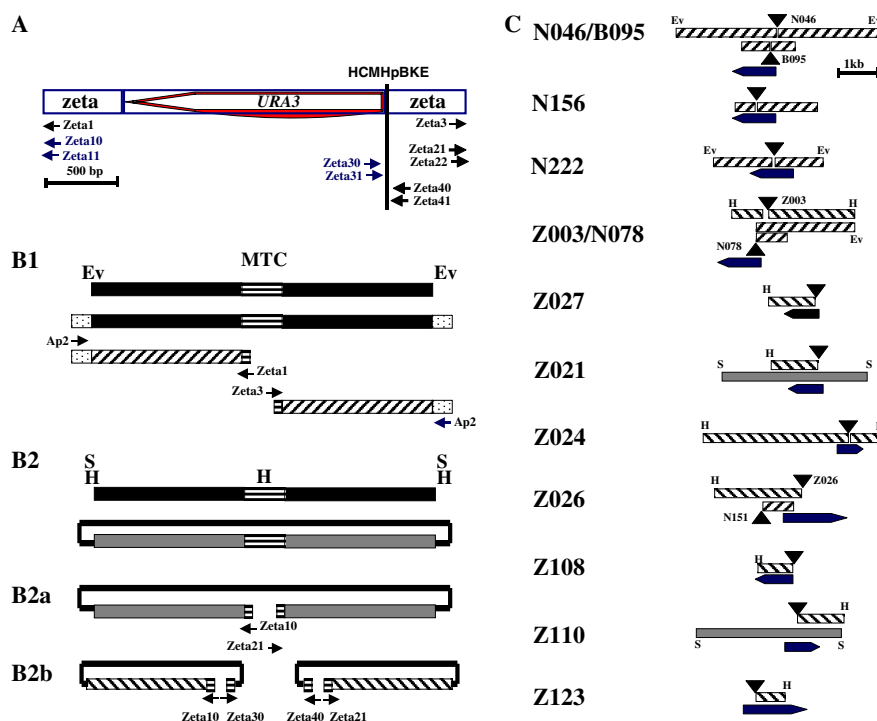 A
HCMHpBKE
zeta
URA3
zeta
Zeta1
Zeta3
Zeta10
Zeta11
Zeta21
Zeta22
Zeta30
Zeta31
500 bp
Zeta40
Zeta41
B1
MTC
Ev
Ev
Ap2
Zeta1
Zeta3
Ap2
B2
S
H
H
S
H
B2a
Zeta10
Zeta21
B2b
Zeta10
Zeta30
Zeta40
Zeta21
C
N046/B095
Ev
N046
Ev
B095
1kb
N156
N222
Ev
Ev
Z003/N078
H
Z003
H
Ev
N078
Z027
H
Z021
H
S
S
Z024
H
Z026
H
Z026
N151
Z108
H
Z110
H
S
S
Z123
H